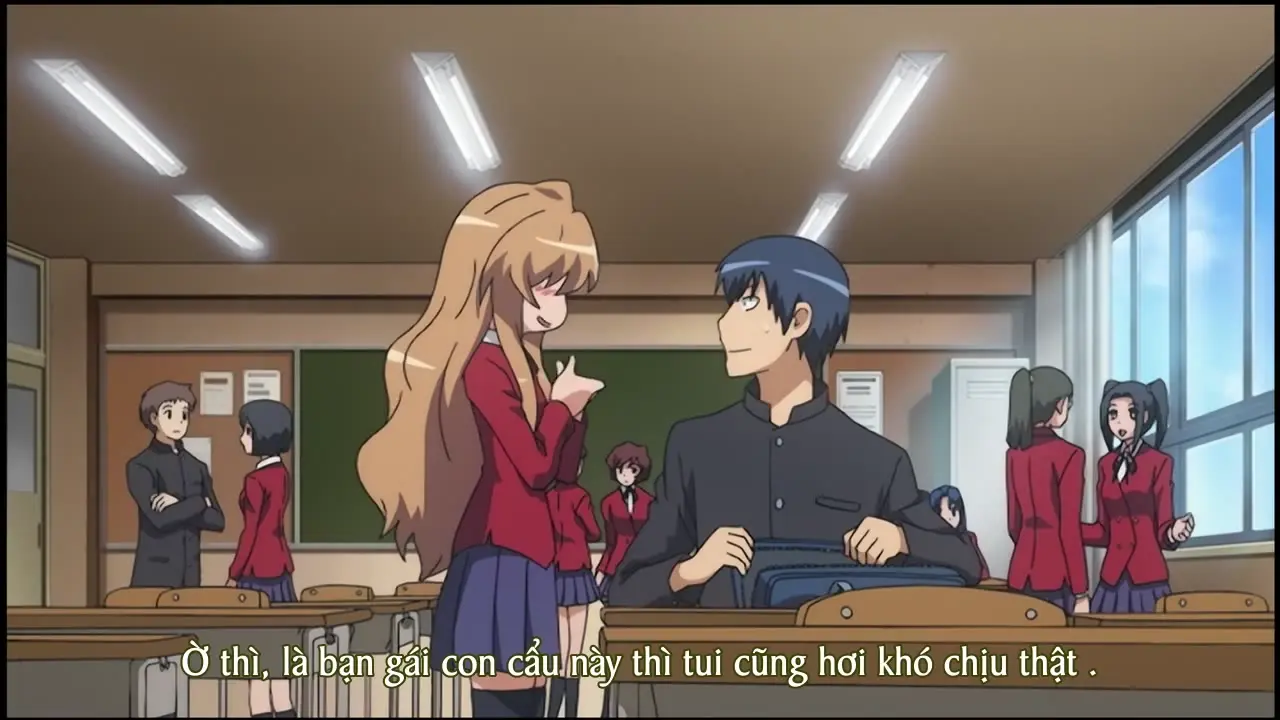 Ờ thì, là bạn gái con cẩu này thì tui cũng hơi khó chịu thật .